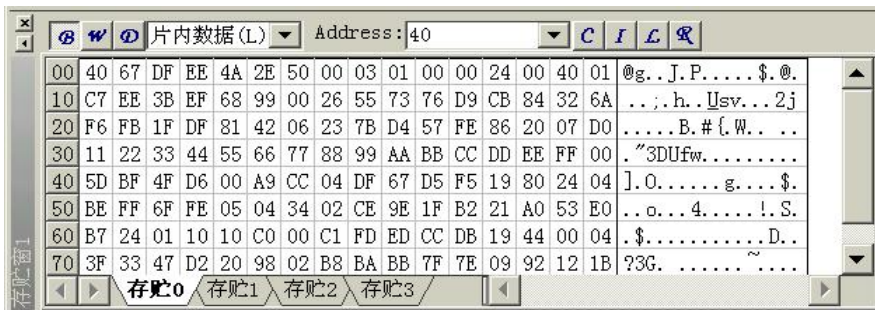 B W D 片内数据(L) Address: 40 C I L R
00 40 67 DF EE 4A 2E 50 00 03 01 00 00 24 00 40 01 @g..J.P.....$.@.
10 C7 EE 3B EF 68 99 00 26 55 73 76 D9 CB 84 32 6A ..;.h..Usv...2j
20 F6 FB 1F DF 81 42 06 23 7B D4 57 FE 86 20 07 D0 .....B.#{.W.. ..
30 11 22 33 44 55 66 77 88 99 AA BB CC DD EE FF 00 ."3DUfw.........
40 5D BF 4F D6 00 A9 CC 04 DF 67 D5 F5 19 80 24 04 ].O......g....$.
50 BE FF 6F FE 05 04 34 02 CE 9E 1F B2 21 A0 53 E0 ..o...4.....!.S.
60 B7 24 01 10 10 C0 00 C1 FD ED CC DB 19 44 00 04 .$...........D..
70 3F 33 47 D2 20 98 02 B8 BA BB 7F 7E 09 92 12 1B ?3G. ......~....
存贮窗1
存贮0 存贮1 存贮2 存贮3